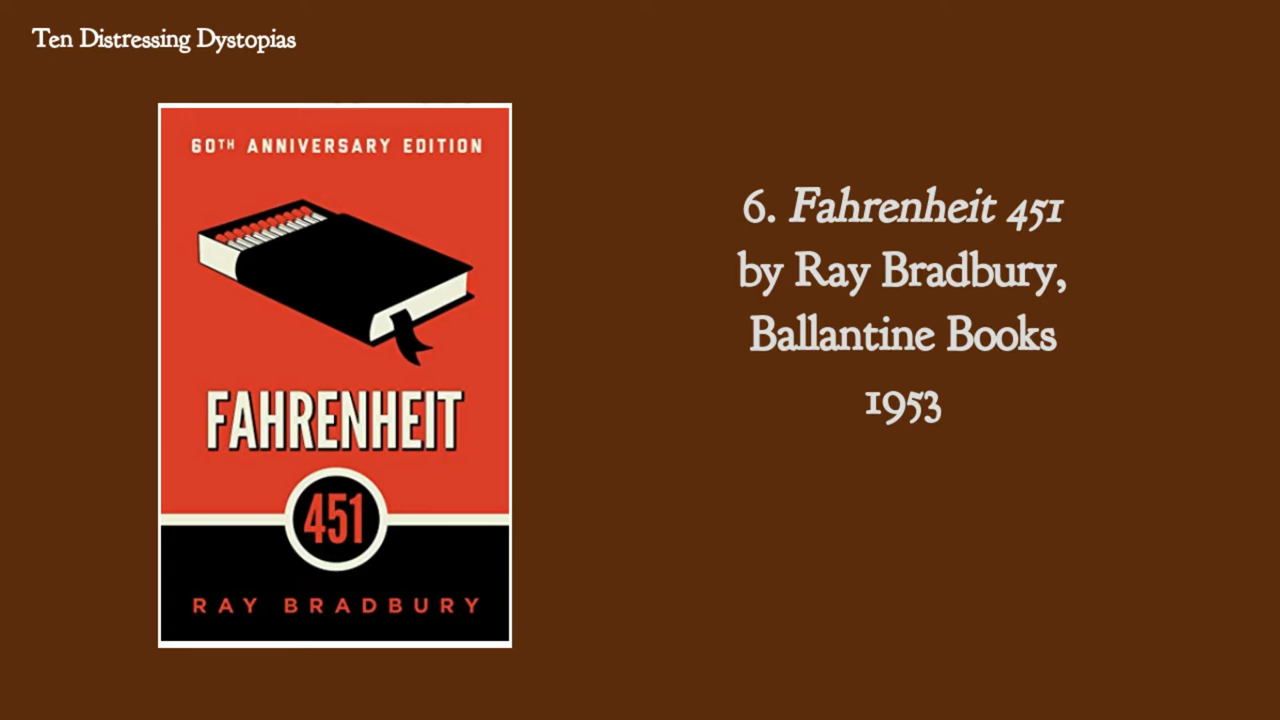 Ten Distressing Dystopias
60TH ANNIVERSARY EDITION
FAHRENHEIT
451
RAY BRADBURY
6. Fahrenheit 451
by Ray Bradbury,
Ballantine Books
1953